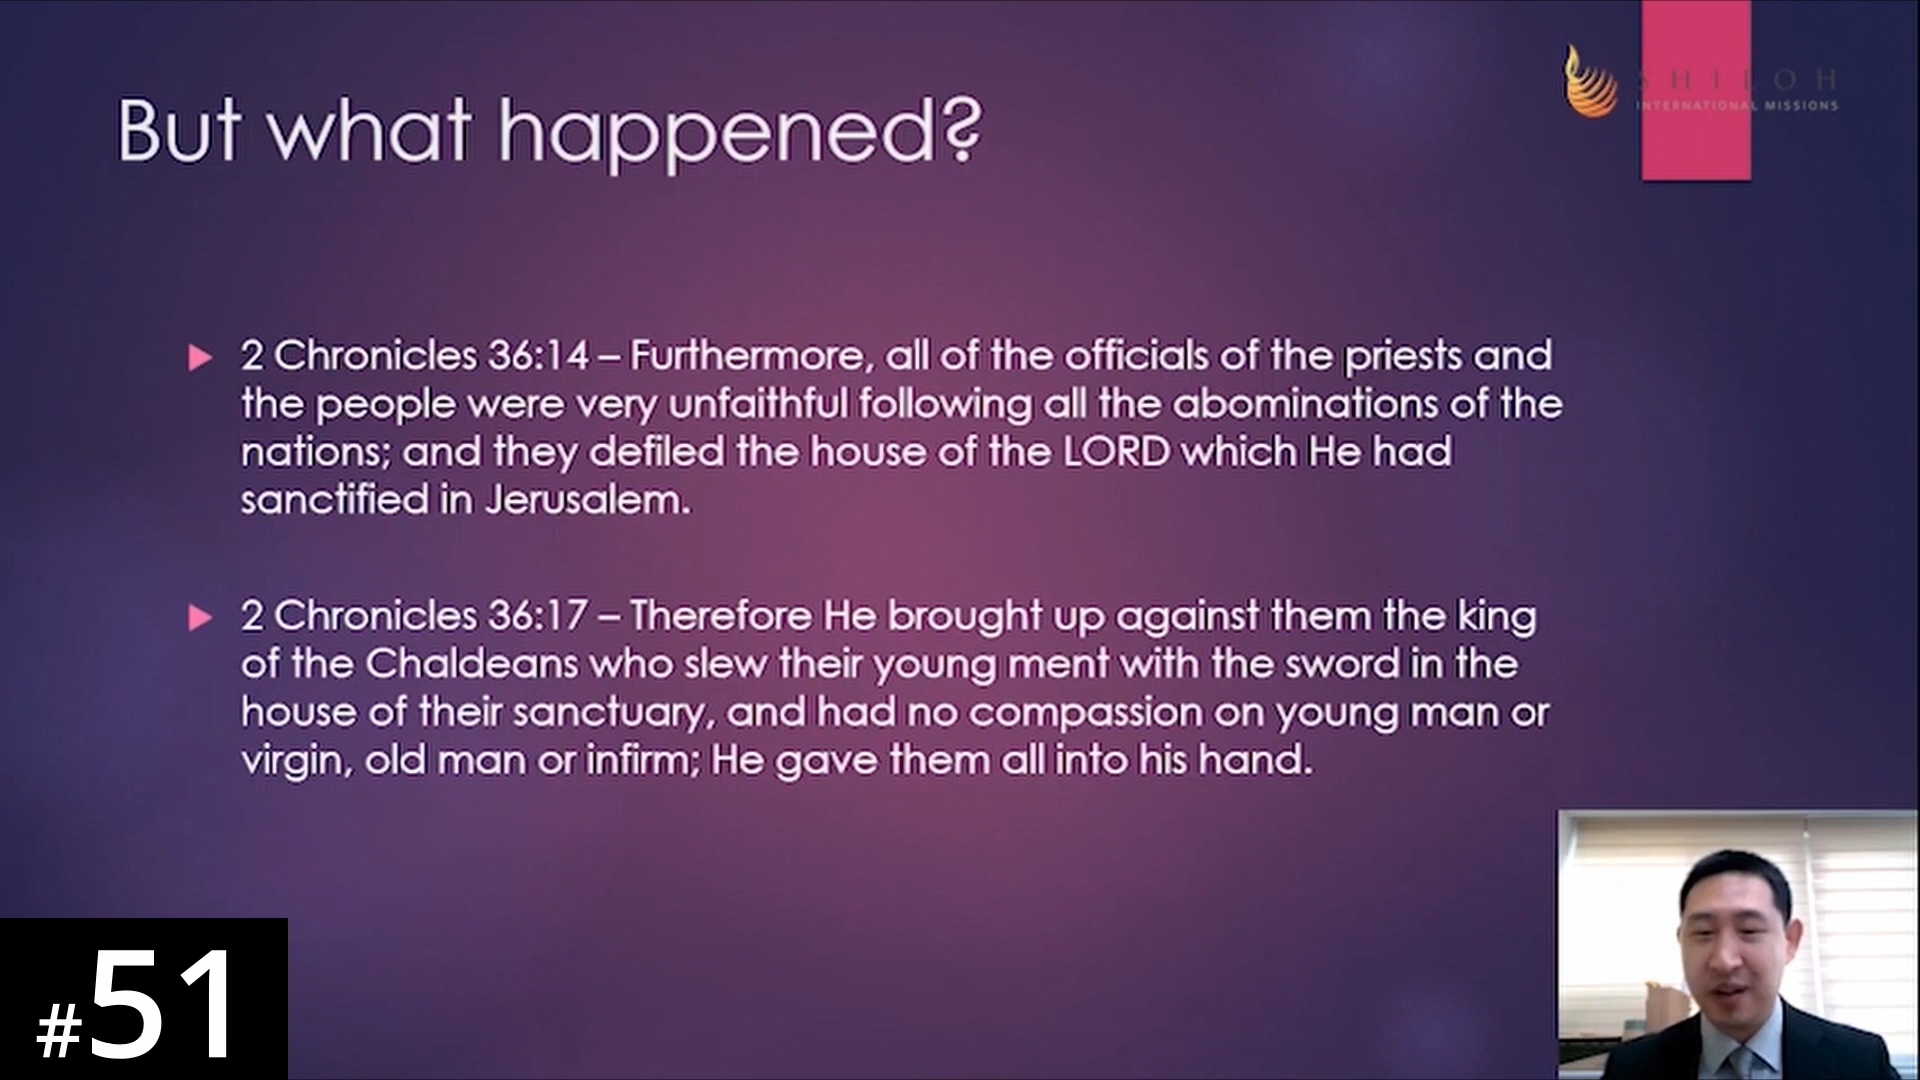 But what happened?
SHILOH
INTERNATIONAL MISSIONS
2 Chronicles 36:14 – Furthermore, all of the officials of the priests and
the people were very unfaithful following all the abominations of the
nations; and they defiled the house of the LORD which He had
sanctified in Jerusalem.
2 Chronicles 36:17 – Therefore He brought up against them the king
of the Chaldeans who slew their young ment with the sword in the
house of their sanctuary, and had no compassion on young man or
virgin, old man or infirm; He gave them all into his hand.
#51